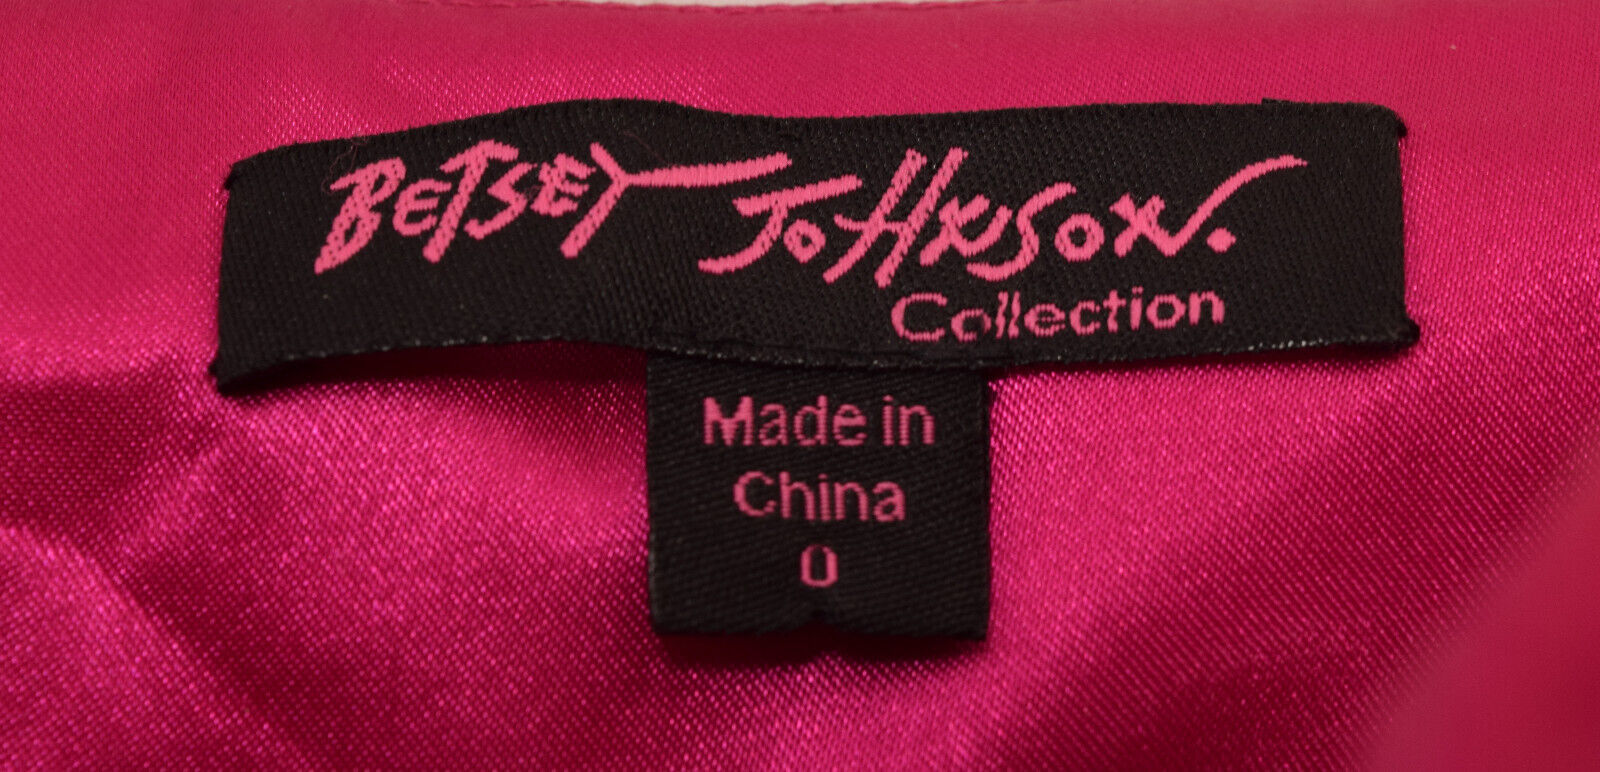 BETSEY JOHNSON.
Collection
Made in
China
0